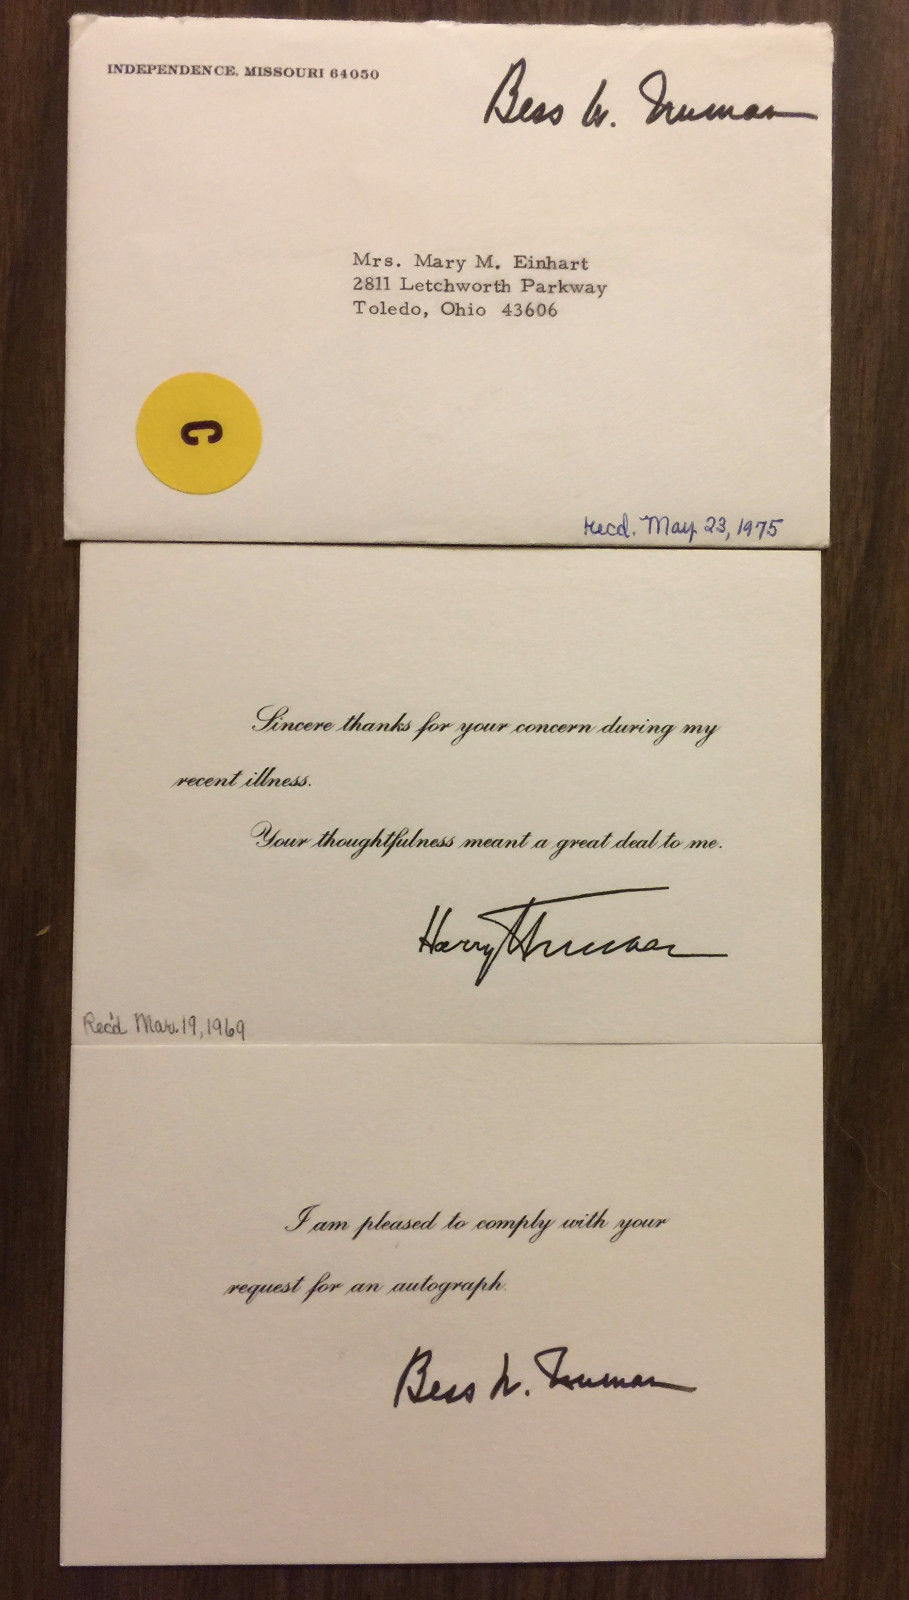 INDEPENDENCE, MISSOURI 64050
Bess W. Truman
Mrs. Mary M. Einhart
2811 Letchworth Parkway
Toledo, Ohio 43606
C
Recd. May 23, 1975
Sincere thanks for your concern during my
recent illness.
Your thoughtfulness meant a great deal to me.
Harry S Truman
Rec'd Mar. 19, 1969
I am pleased to comply with your
request for an autograph.
Bess W. Truman